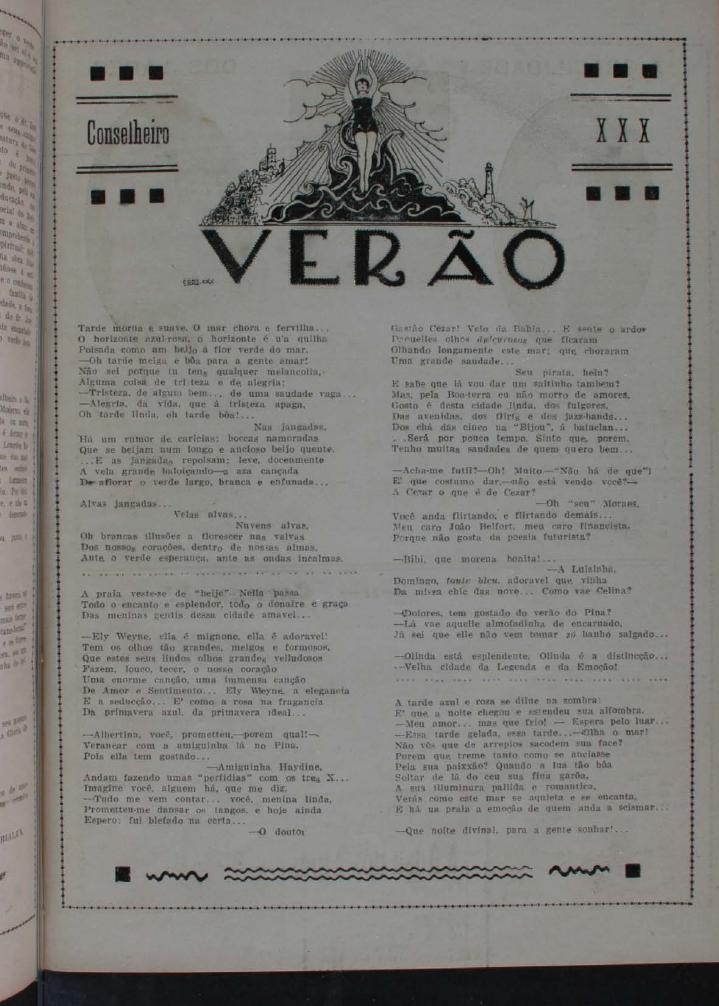 Conselheiro
X X X
VERÃO
Tarde morna e suave. O mar chora e fervilha...
O horizonte azul-rosa, o horizonte é u'a quilha
Poisada como um beijo á flor verde do mar.
—Oh tarde meiga e bôa para a gente amar!
Não sei porque tu tens qualquer melancolia,
Alguma coisa de tristeza e de alegria:
—Tristeza, de algum bem... de uma saudade vaga...
—Alegria, da vida, que á tristeza apaga,
Oh tarde linda, oh tarde bôa!...
Nas jangadas,
Há um rumor de caricias: boccas namoradas
Que se beijam num longo e ancioso beijo quente.
...E as jangadas repoisam; leve, docemente
A vela grande baloiçando—a aza cançada
De aflorar o verde largo, branca e enfunada...
Alvas jangadas...
Velas alvas...
Nuvens alvas,
Oh brancas illusões a florescer nas valvas
Dos nossos corações, dentro de nossas almas,
Ante o verde esperança, ante as ondas incalmas.
A praia veste-se de "beije" Nella passa
Todo o encanto e esplendor, todo o donaire e graça
Das meninas gentis dessa cidade amavel...
—Ely Weyne, ella é mignone, ella é adoravel!
Tem os olhos tão grandes, meigos e formosos,
Que estes seus lindos olhos grandes velludosos
Fazem, louco, tecer, o nosso coração
Uma enorme canção, uma immensa canção
De Amor e Sentimento... Ely Weyne, a elegancia
E a seducção... E' como a rosa na fragancia
Da primavera azul, da primavera ideal...
—Albertina, você, prometteu,—porem qual!—
Veranear com a amiguinha lá no Pina,
Pois ella tem gostado...
—Amiguinha Haydine,
Andam fazendo umas "perfidias" com os tres X...
Imagine você, alguem há, que me diz,
—Tudo me vem contar... você, menina linda,
Prometteu-me dansar os tangos, e hoje ainda
Espero: fui blefado na certa...
—O doutor
Gastão Cezar! Veio da Bahia... E sente o ardor
D'aquelles olhos dulçurosos que ficaram
Olhando longamente este mar; que choraram
Uma grande saudade...
Seu pirata, hein?
E sabe que lá vou dar um saltinho tambem?
Mas, pela Boa-terra eu não morro de amores,
Gosto é desta cidade linda, dos fulgores,
Das avenidas, dos flirts e dos jazz-bands...
Dos chá das cinco na "Bijou", á bataclan...
...Será por pouco tempo. Sinto que, porem,
Tenho muitas saudades de quem quero bem...
—Acha-me futil?—Oh! Muito—"Não há de que"!
E' que costumo dar,—não está vendo você?—
A Cezar o que é de Cezar?
—Oh "seu" Moraes,
Você anda flirtando, e flirtando demais...
Meu caro João Belfort, meu caro financista,
Porque não gosta da poesia futurista?
—Bibi, que morena bonita!...
—A Luizinha,
Domingo, toute bleu, adoravel que vinha
Da missa chic das nove... Como vae Celina?
—Dolores, tem gostado do verão do Pina?
—Lá vae aquelle almofadinha de encarnado,
Já sei que elle não vem tomar só banho salgado...
—Olinda está esplendente, Olinda é a distincção...
—Velha cidade da Legenda e da Emoção!
A tarde azul e roza se dilue na sombra:
E' que a noite chegou e estendeu sua alfombra.
—Meu amor... mas que frio! — Espera pelo luar...
—Essa tarde gelada, essa tarde...—Olha o mar!
Não vês que de arrepios sacodem sua face?
Porem que treme tanto como se anciasse
Pela sua paixxão? Quando a lua tão bôa
Soltar de lá do ceu sua fina garôa,
A sua illuminura pallida e romantica,
Verás como este mar se aquieta e se encanta,
E há na praia a emoção de quem anda a scismar...
—Que noite divinal, para a gente sonhar!...